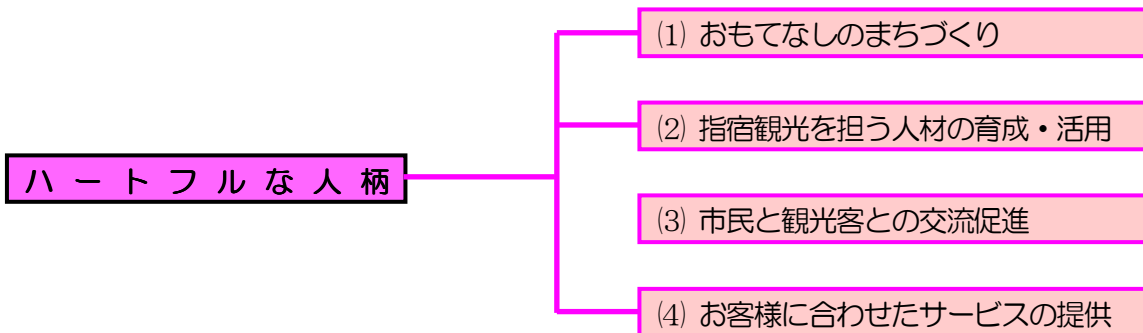 ハートフルな人柄
⑴ おもてなしのまちづくり
⑵ 指宿観光を担う人材の育成・活用
⑶ 市民と観光客との交流促進
⑷ お客様に合わせたサービスの提供